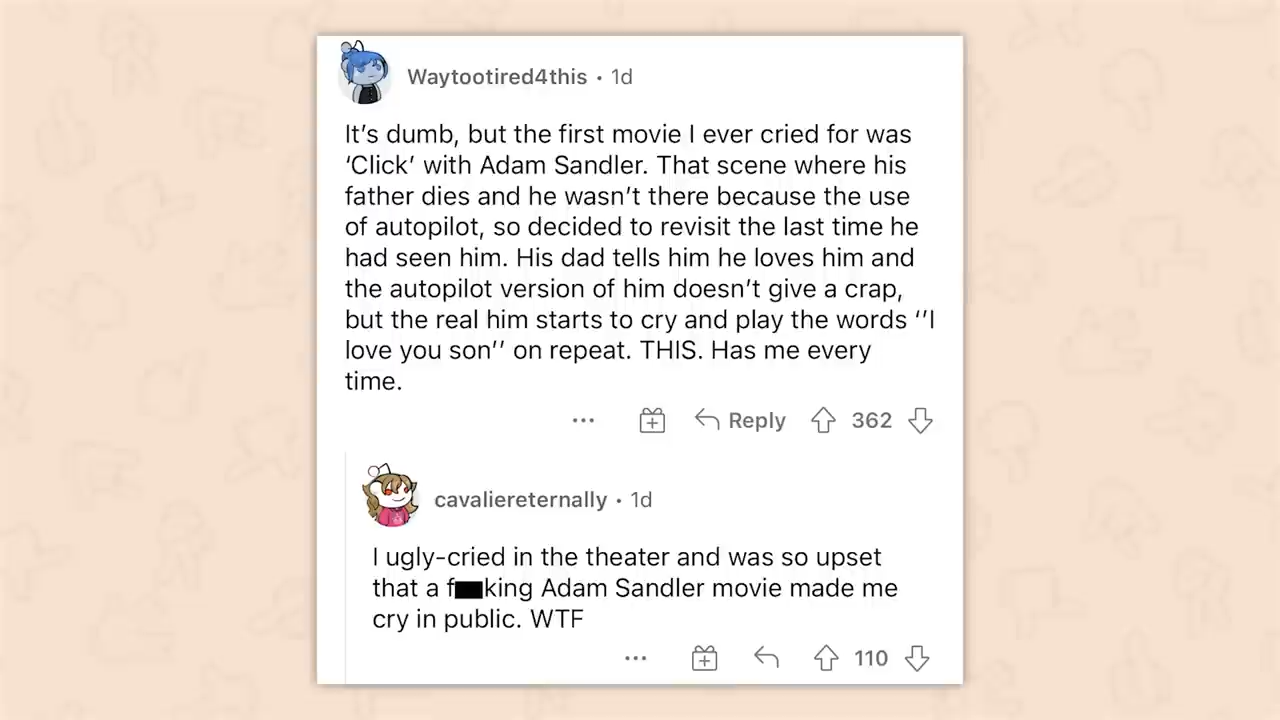 Waytootired4this • 1d
It’s dumb, but the first movie I ever cried for was
‘Click’ with Adam Sandler. That scene where his
father dies and he wasn’t there because the use
of autopilot, so decided to revisit the last time he
had seen him. His dad tells him he loves him and
the autopilot version of him doesn’t give a crap,
but the real him starts to cry and play the words ‘’I
love you son’’ on repeat. THIS. Has me every
time.
Reply 362
cavaliereternally • 1d
I ugly-cried in the theater and was so upset
that a f██king Adam Sandler movie made me
cry in public. WTF
110